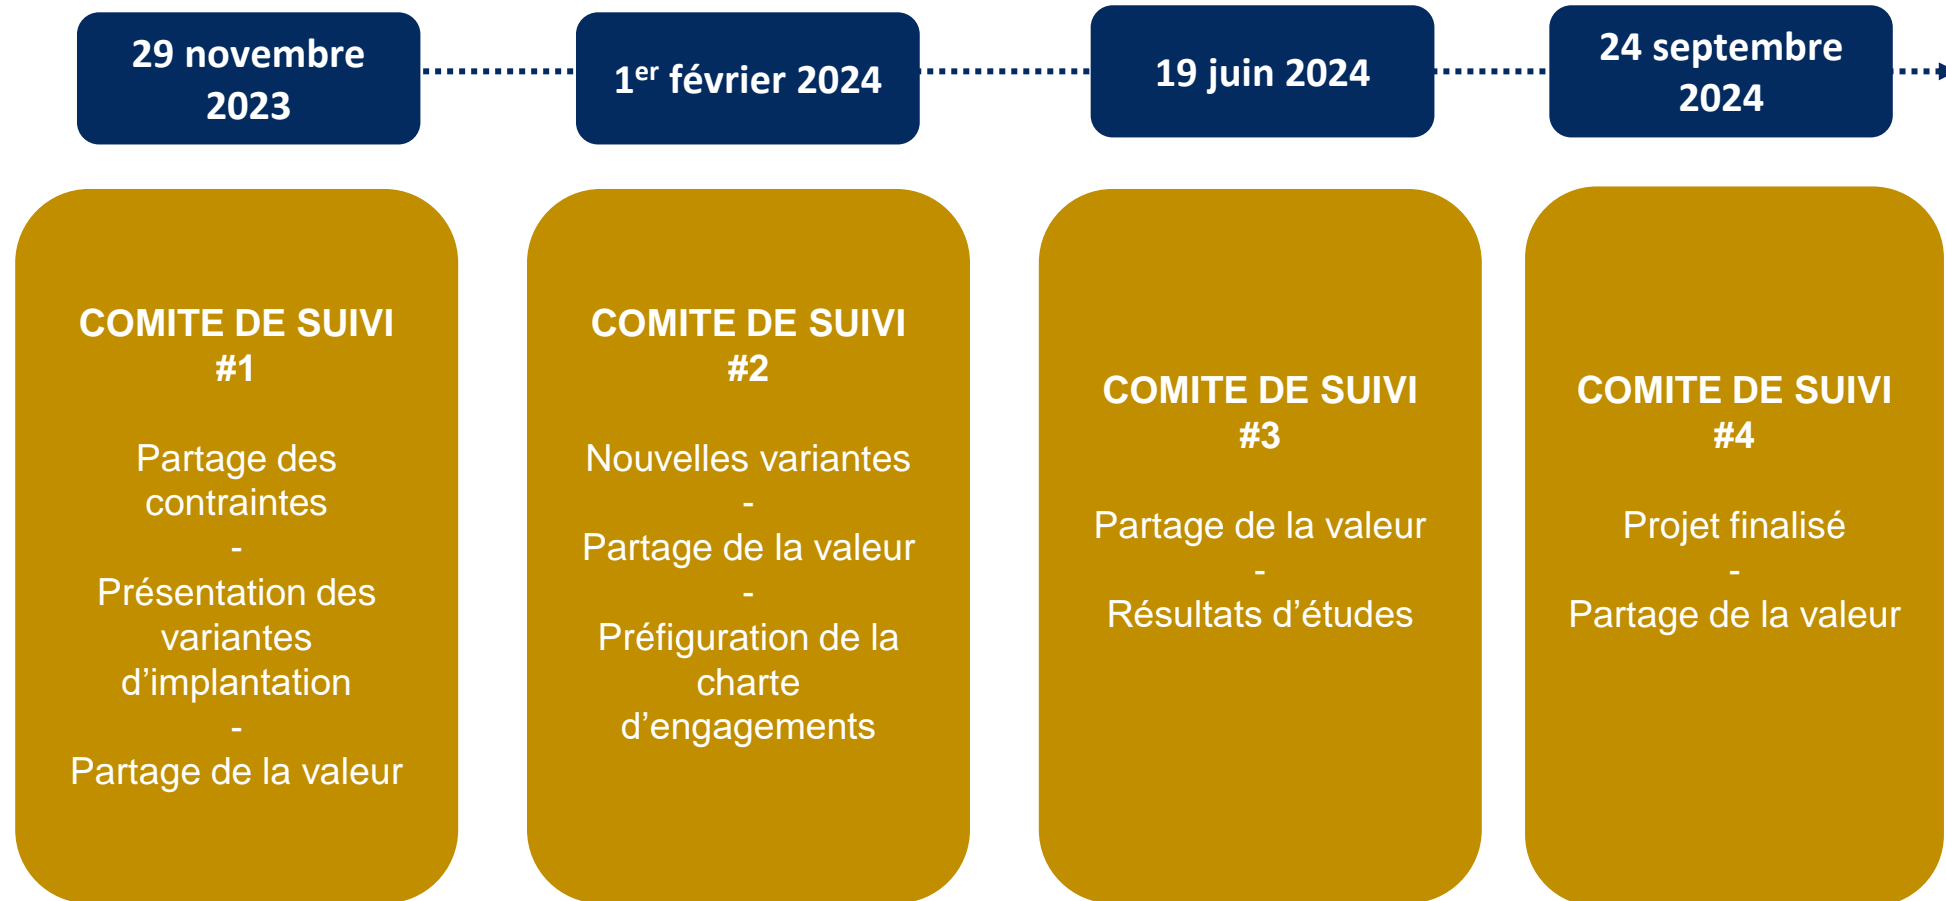 29 novembre
2023
1er février 2024
19 juin 2024
24 septembre
2024
COMITE DE SUIVI
#1
Partage des
contraintes
-
Présentation des
variantes
d’implantation
-
Partage de la valeur
COMITE DE SUIVI
#2
Nouvelles variantes
-
Partage de la valeur
-
Préfiguration de la
charte
d’engagements
COMITE DE SUIVI
#3
Partage de la valeur
-
Résultats d’études
COMITE DE SUIVI
#4
Projet finalisé
-
Partage de la valeur